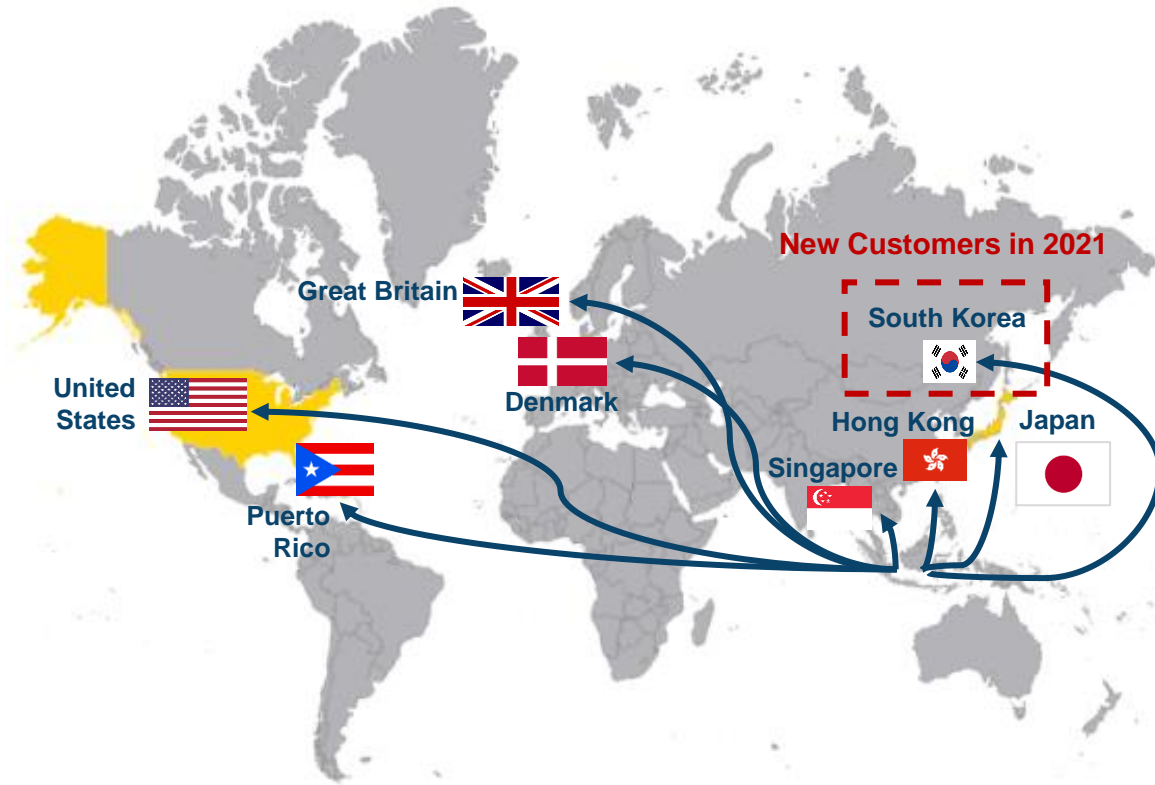 New Customers in 2021
Great Britain
South Korea
United
States
Denmark
Hong Kong
Japan
Singapore
Puerto
Rico